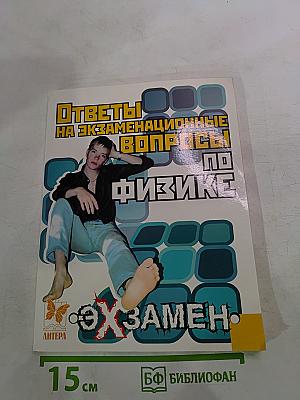 Ответы
на экзаменационные
вопросы
по
физике
экзамен
Литера
15 см
БФ БИБЛИОФАН